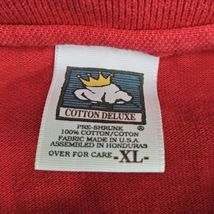 COTTON DELUXE
®
PRE-SHRUNK
100% COTTON/COTON
FABRIC MADE IN U.S.A.
ASSEMBLED IN HONDURAS
OVER FOR CARE -XL-